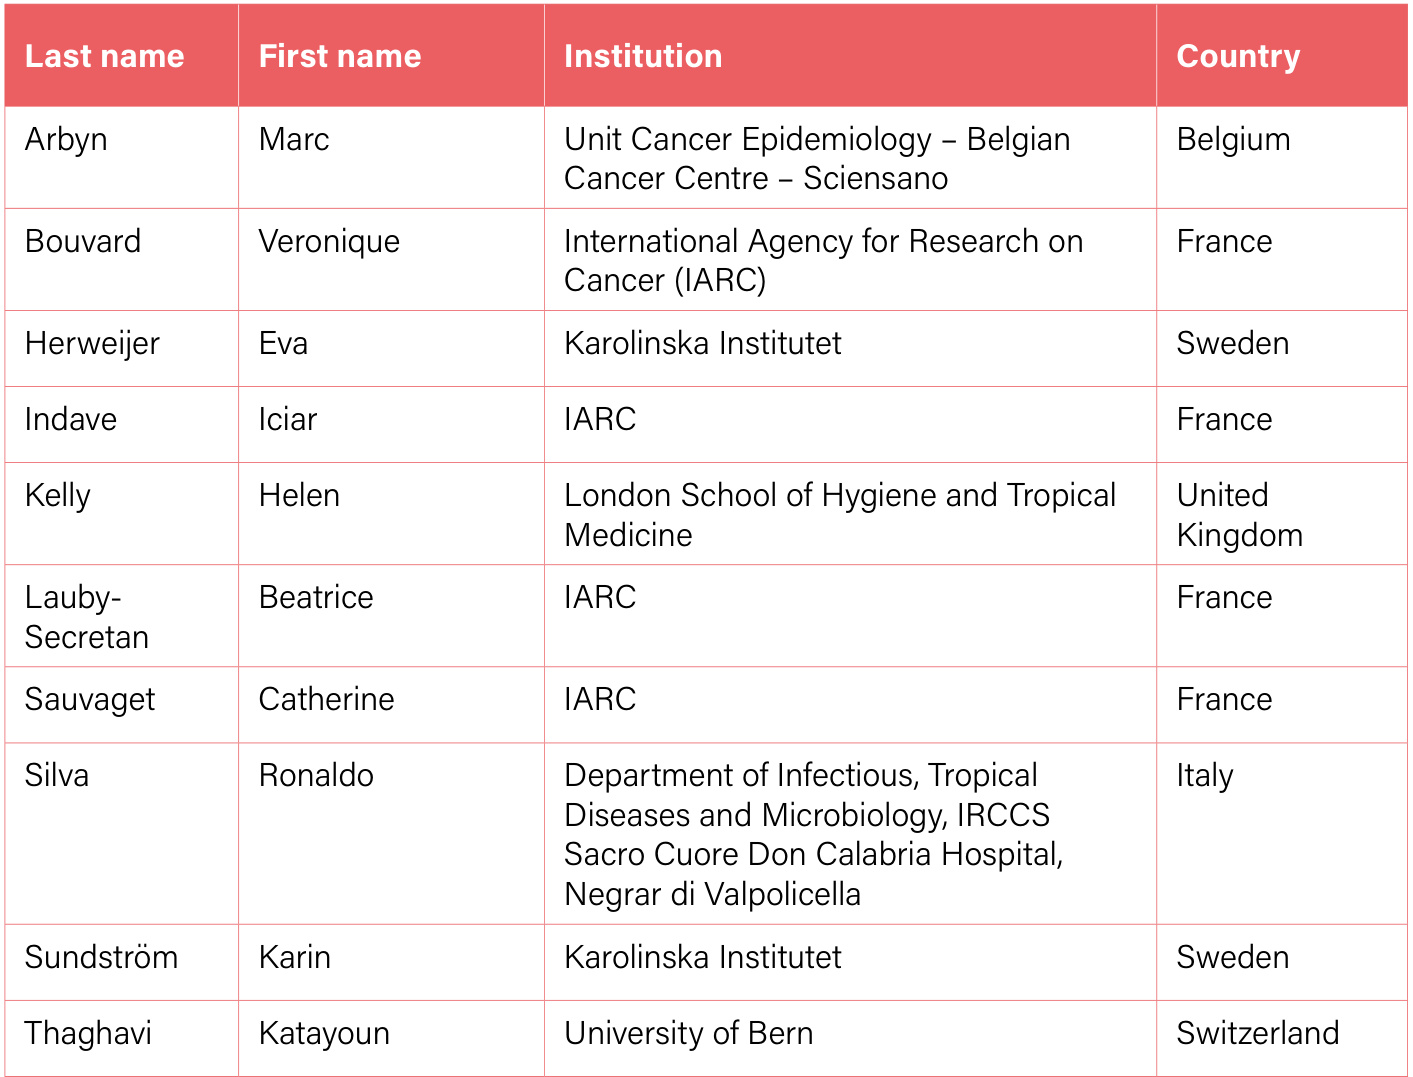 Last name First name Institution Country
Arbyn Marc Unit Cancer Epidemiology – Belgian Belgium
Cancer Centre – Sciensano
Bouvard Veronique International Agency for Research on France
Cancer (IARC)
Herweijer Eva Karolinska Institutet Sweden
Indave Iciar IARC France
Kelly Helen London School of Hygiene and Tropical United
Medicine Kingdom
Lauby- Beatrice IARC France
Secretan
Sauvaget Catherine IARC France
Silva Ronaldo Department of Infectious, Tropical Italy
Diseases and Microbiology, IRCCS
Sacro Cuore Don Calabria Hospital,
Negrar di Valpolicella
Sundström Karin Karolinska Institutet Sweden
Thaghavi Katayoun University of Bern Switzerland